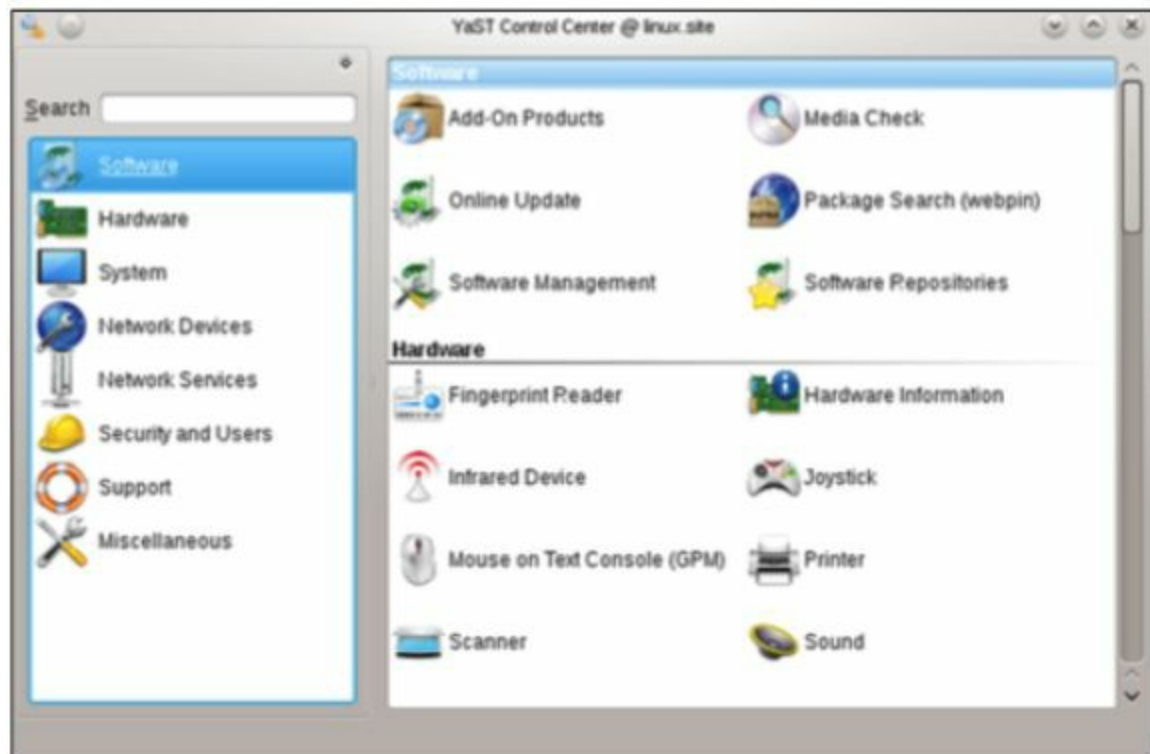 YaST Control Center @ linux.site
Search
Software
Hardware
System
Network Devices
Network Services
Security and Users
Support
Miscellaneous
Software
Add-On Products
Media Check
Online Update
Package Search (webpin)
Software Management
Software Repositories
Hardware
Fingerprint Reader
Hardware Information
Infrared Device
Joystick
Mouse on Text Console (GPM)
Printer
Scanner
Sound